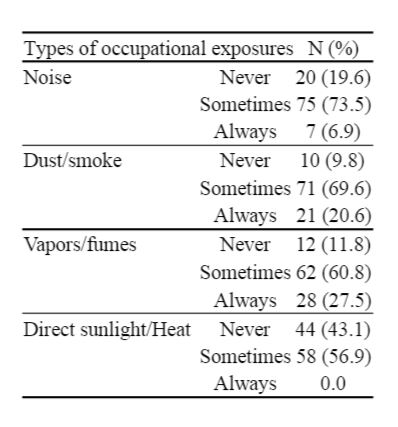 Types of occupational exposures N (%)
Noise Never 20 (19.6)
Sometimes 75 (73.5)
Always 7 (6.9)
Dust/smoke Never 10 (9.8)
Sometimes 71 (69.6)
Always 21 (20.6)
Vapors/fumes Never 12 (11.8)
Sometimes 62 (60.8)
Always 28 (27.5)
Direct sunlight/Heat Never 44 (43.1)
Sometimes 58 (56.9)
Always 0.0